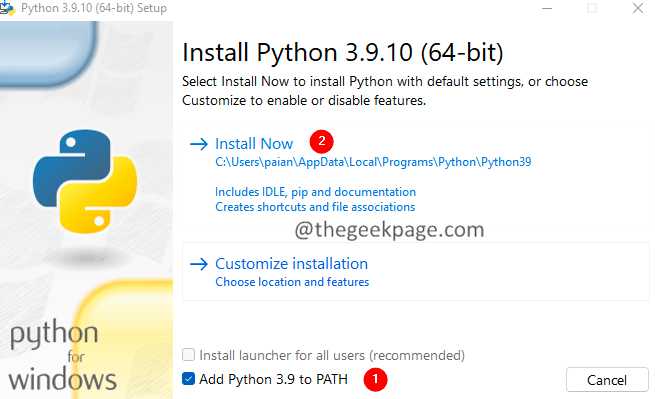 Python 3.9.10 (64-bit) Setup
Install Python 3.9.10 (64-bit)
Select Install Now to install Python with default settings, or choose
Customize to enable or disable features.
Install Now 2
C:\Users\paian\AppData\Local\Programs\Python\Python39
Includes IDLE, pip and documentation
Creates shortcuts and file associations
@thegeekpage.com
Customize installation
Choose location and features
python
for
windows
Install launcher for all users (recommended)
Add Python 3.9 to PATH 1
Cancel